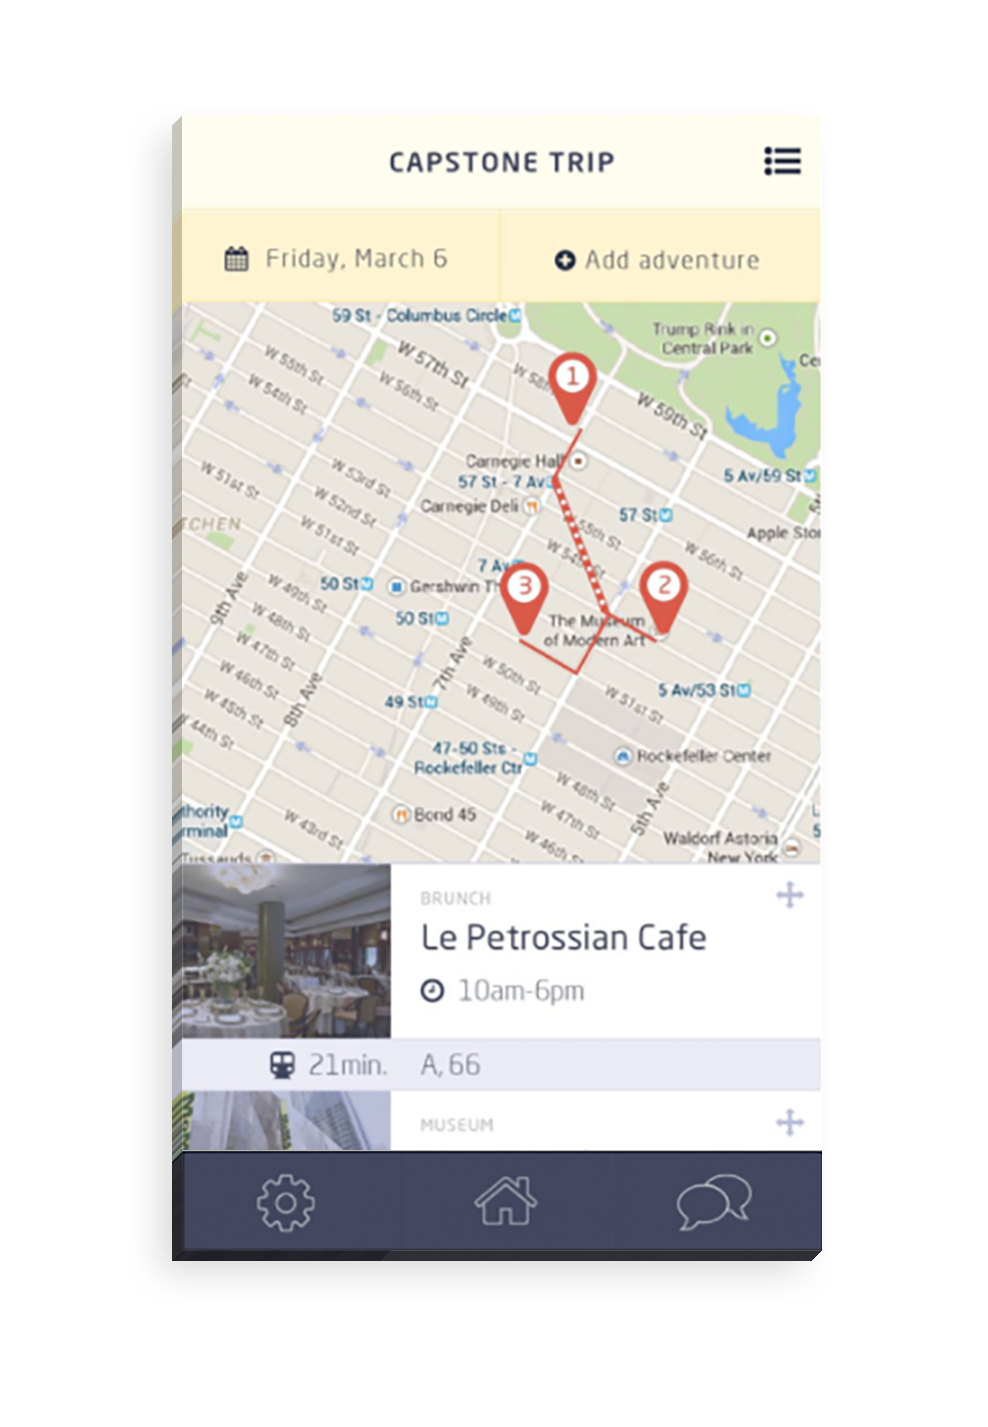 CAPSTONE TRIP
Friday, March 6
Add adventure
59 St - Columbus Circle
Trump Rink in
Central Park
W 57th St
W 55th St
W 56th St
W 54th St
1
W 59th St
Carnegie Hall
57 St - 7 Av
5 Av/59 St
W 53rd St
W 51st St
W 52nd St
Carnegie Deli
57 St
W 51st St
55th St
Apple Stor
W 54th St
W 56th St
7 Av
50 St
Gershwin Th
3
2
9th Ave
W 49th St
W 48th St
50 St
The Museum
of Modern Art
W 47th St
7th Ave
W 50th St
W 46th St
8th Ave
W 49th St
5 Av/53 St
W 45th St
49 St
W 51st St
44th St
47-50 Sts -
Rockefeller Ctr
Rockefeller Center
W 48th St
5th Ave
thority
rminal
W 43rd St
Bond 45
W 47th St
W 46th St
Waldorf Astoria
New York
Tussauds
BRUNCH
Le Petrossian Cafe
10am-6pm
21min.
A, 66
MUSEUM